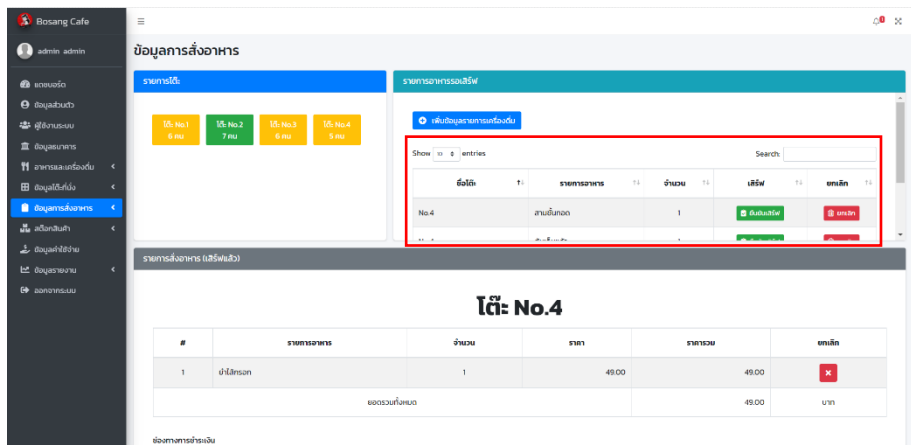 Bosang Cafe
0
admin admin
ข้อมูลการสั่งอาหาร
แดชบอร์ด
ข้อมูลส่วนตัว
ผู้ใช้งานระบบ
ข้อมูลธนาคาร
อาหารและเครื่องดื่ม
ข้อมูลโต๊ะที่นั่ง
ข้อมูลการสั่งอาหาร
สต๊อกสินค้า
ข้อมูลค่าใช้จ่าย
ข้อมูลรายงาน
ออกจากระบบ
รายการโต๊ะ
โต๊ะ No.1
6 คน
โต๊ะ No.2
7 คน
โต๊ะ No.3
6 คน
โต๊ะ No.4
5 คน
รายการอาหารรอเสิร์ฟ
เพิ่มข้อมูลรายการเครื่องดื่ม
Show 10 entries
Search:
ชื่อโต๊ะ รายการอาหาร จำนวน เสิร์ฟ ยกเลิก
No.4 สามชั้นทอด 1 ยืนยันเสิร์ฟ ยกเลิก
รายการสั่งอาหาร (เสิร์ฟแล้ว)
โต๊ะ No.4
# รายการอาหาร จำนวน ราคา ราคารวม ยกเลิก
1 ยำไส้กรอก 1 49.00 49.00
ยอดรวมทั้งหมด 49.00 บาท
ช่องทางการชำระเงิน